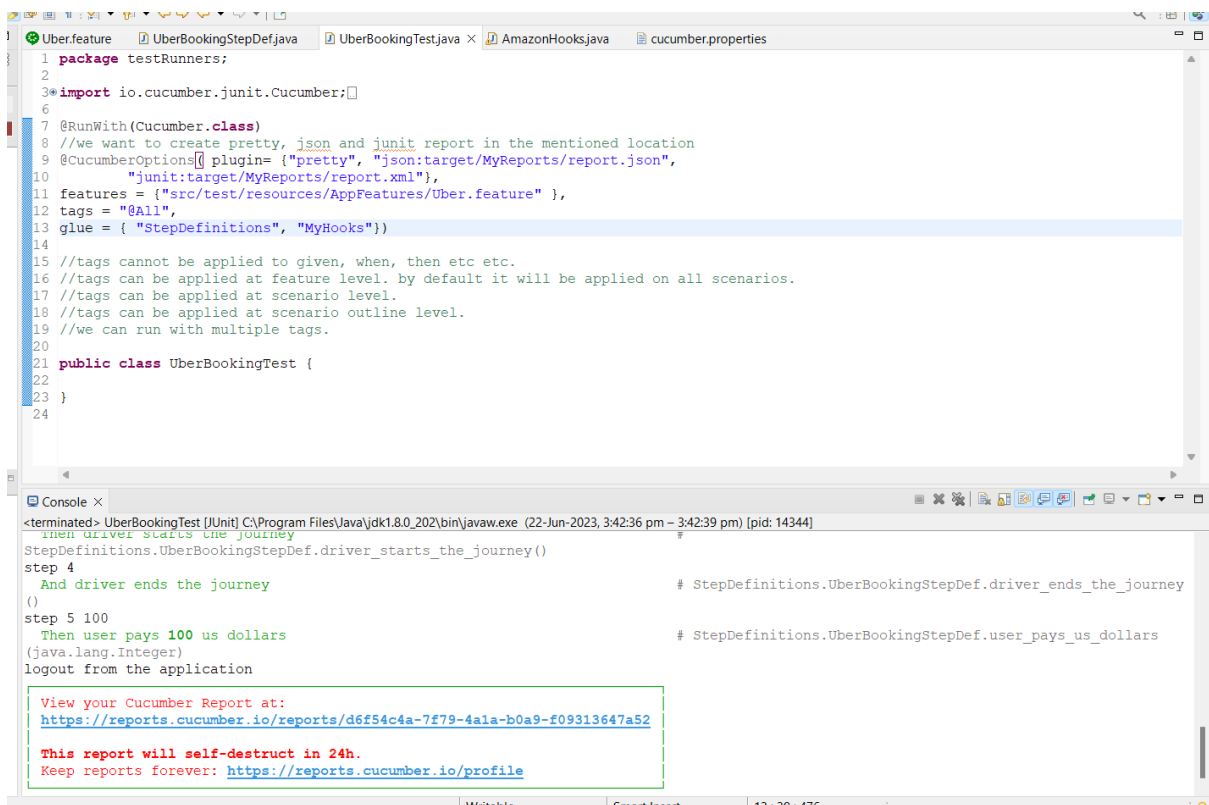 Uber.feature UberBookingStepDef.java UberBookingTest.java AmazonHooks.java cucumber.properties
1 package testRunners;
2
3 import io.cucumber.junit.Cucumber;
6
7 @RunWith(Cucumber.class)
8 //we want to create pretty, json and junit report in the mentioned location
9 @CucumberOptions( plugin= {"pretty", "json:target/MyReports/report.json",
10 "junit:target/MyReports/report.xml"},
11 features = {"src/test/resources/AppFeatures/Uber.feature" },
12 tags = "@All",
13 glue = { "StepDefinitions", "MyHooks"})
14
15 //tags cannot be applied to given, when, then etc etc.
16 //tags can be applied at feature level. by default it will be applied on all scenarios.
17 //tags can be applied at scenario level.
18 //tags can be applied at scenario outline level.
19 //we can run with multiple tags.
20
21 public class UberBookingTest {
22
23 }
24
Console
<terminated> UberBookingTest [JUnit] C:\Program Files\Java\jdk1.8.0_202\bin\javaw.exe (22-Jun-2023, 3:42:36 pm – 3:42:39 pm) [pid: 14344]
Then driver starts the journey #
StepDefinitions.UberBookingStepDef.driver_starts_the_journey()
step 4
And driver ends the journey # StepDefinitions.UberBookingStepDef.driver_ends_the_journey
()
step 5 100
Then user pays 100 us dollars # StepDefinitions.UberBookingStepDef.user_pays_us_dollars
(java.lang.Integer)
logout from the application
View your Cucumber Report at:
https://reports.cucumber.io/reports/d6f54c4a-7f79-4a1a-b0a9-f09313647a52
This report will self-destruct in 24h.
Keep reports forever: https://reports.cucumber.io/profile
Writable Smart Insert 13 : 39 : 476